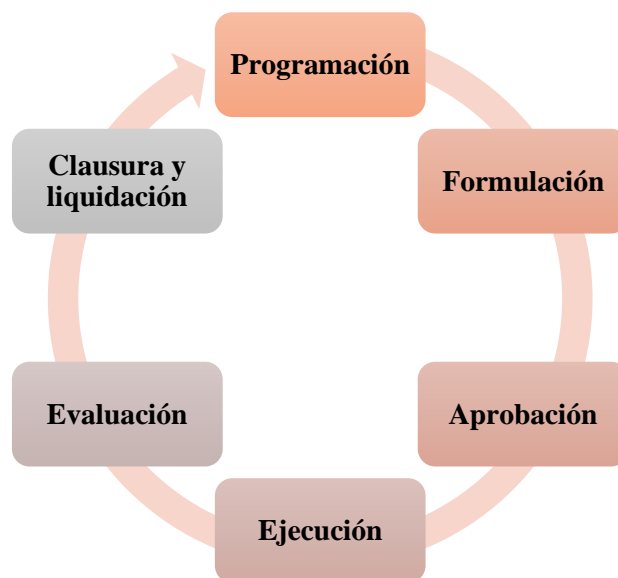 Programación
Formulación
Aprobación
Ejecución
Evaluación
Clausura y
liquidación